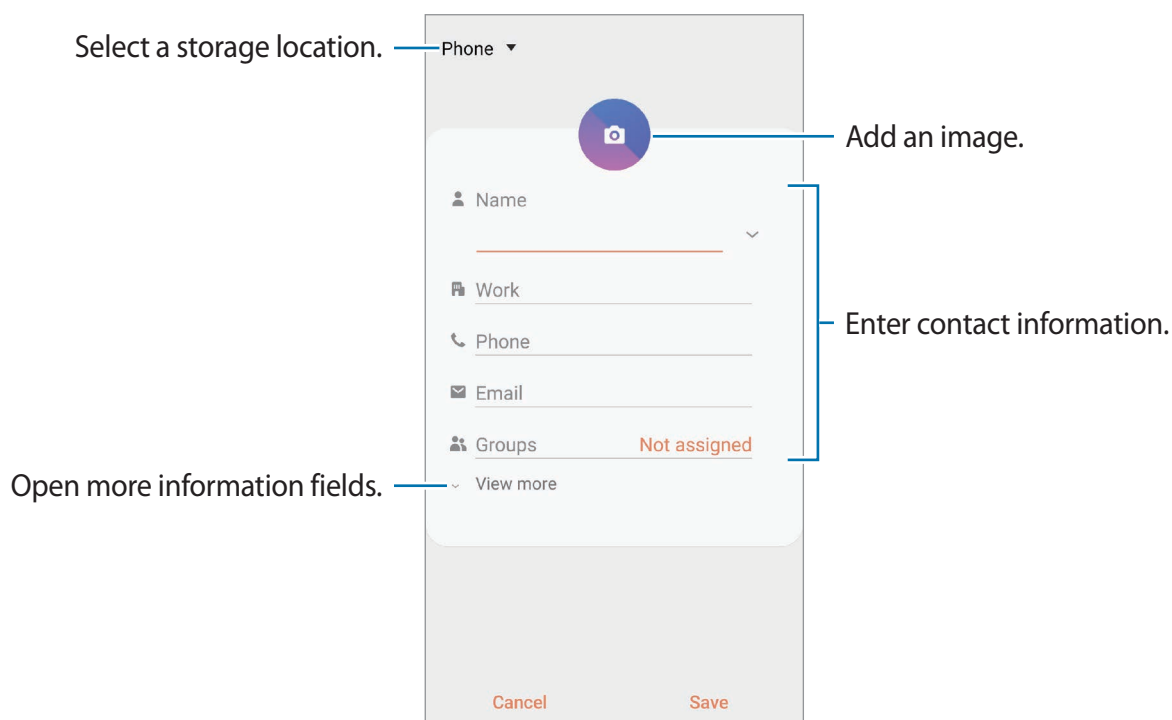 Select a storage location.
Phone
Add an image.
Name
Work
Enter contact information.
Phone
Email
Groups Not assigned
Open more information fields.
View more
Cancel Save